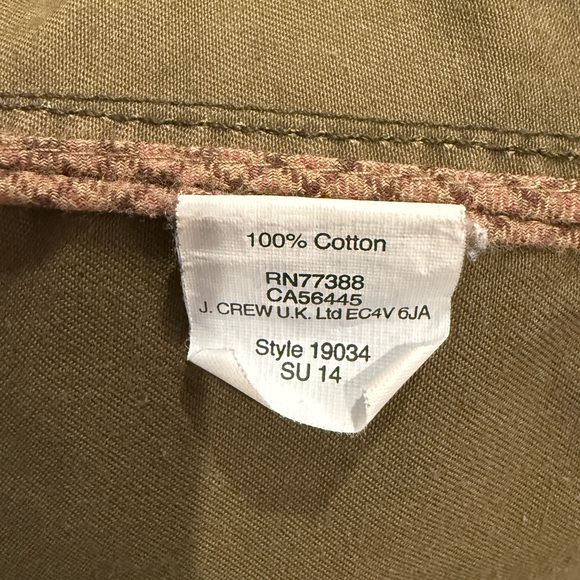 100% Cotton
RN77388
CA56445
J. CREW U.K. Ltd EC4V 6JA
Style 19034
SU 14